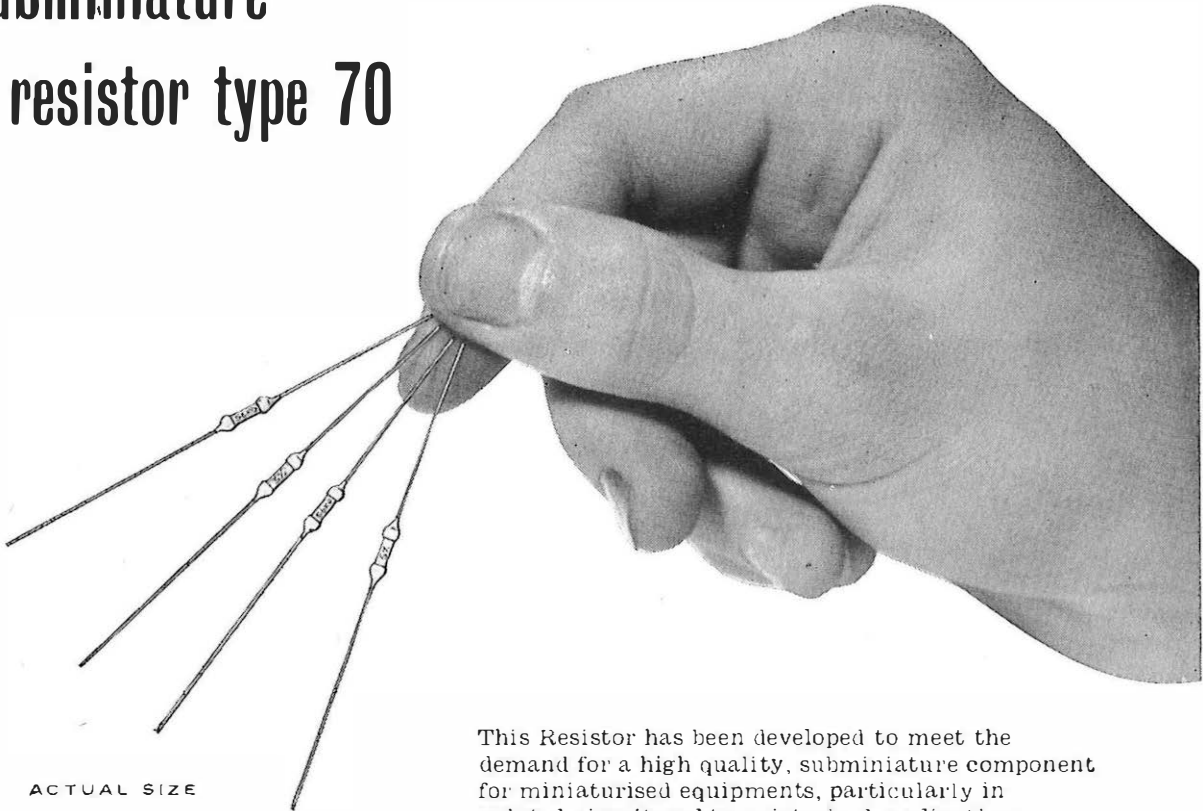 subminiature
resistor type 70
This Resistor has been developed to meet the
demand for a high quality, subminiature component
for miniaturised equipments, particularly in
ACTUAL SIZE